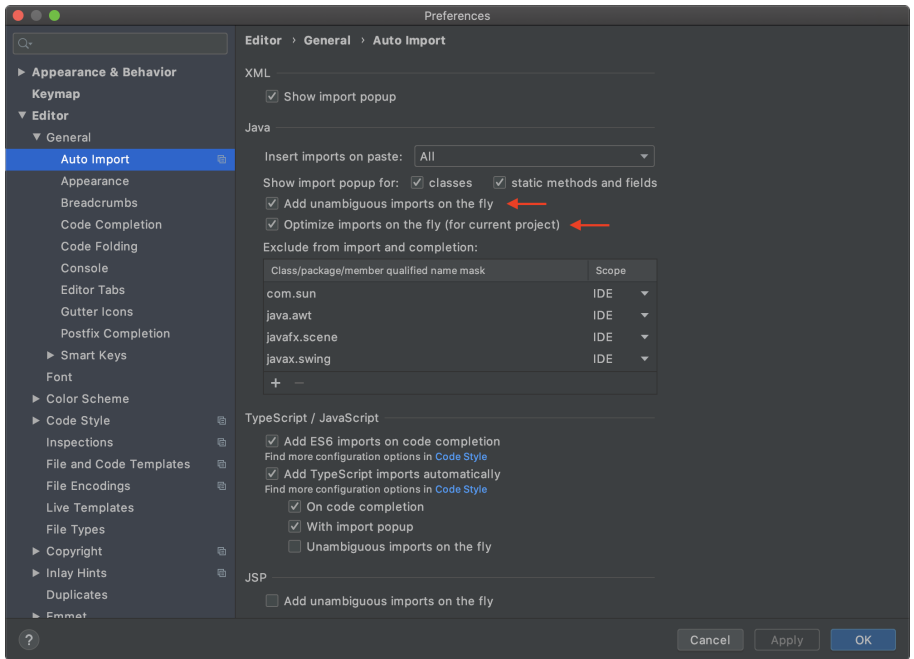 Preferences
Editor › General › Auto Import
Appearance & Behavior
Keymap
Editor
General
Auto Import
Appearance
Breadcrumbs
Code Completion
Code Folding
Console
Editor Tabs
Gutter Icons
Postfix Completion
Smart Keys
Font
Color Scheme
Code Style
Inspections
File and Code Templates
File Encodings
Live Templates
File Types
Copyright
Inlay Hints
Duplicates
Emmet
XML
Show import popup
Java
Insert imports on paste: All
Show import popup for: classes static methods and fields
Add unambiguous imports on the fly
Optimize imports on the fly (for current project)
Exclude from import and completion:
Class/package/member qualified name mask Scope
com.sun IDE
java.awt IDE
javafx.scene IDE
javax.swing IDE
+ −
TypeScript / JavaScript
Add ES6 imports on code completion
Find more configuration options in Code Style
Add TypeScript imports automatically
Find more configuration options in Code Style
On code completion
With import popup
Unambiguous imports on the fly
JSP
Add unambiguous imports on the fly
? Cancel Apply OK